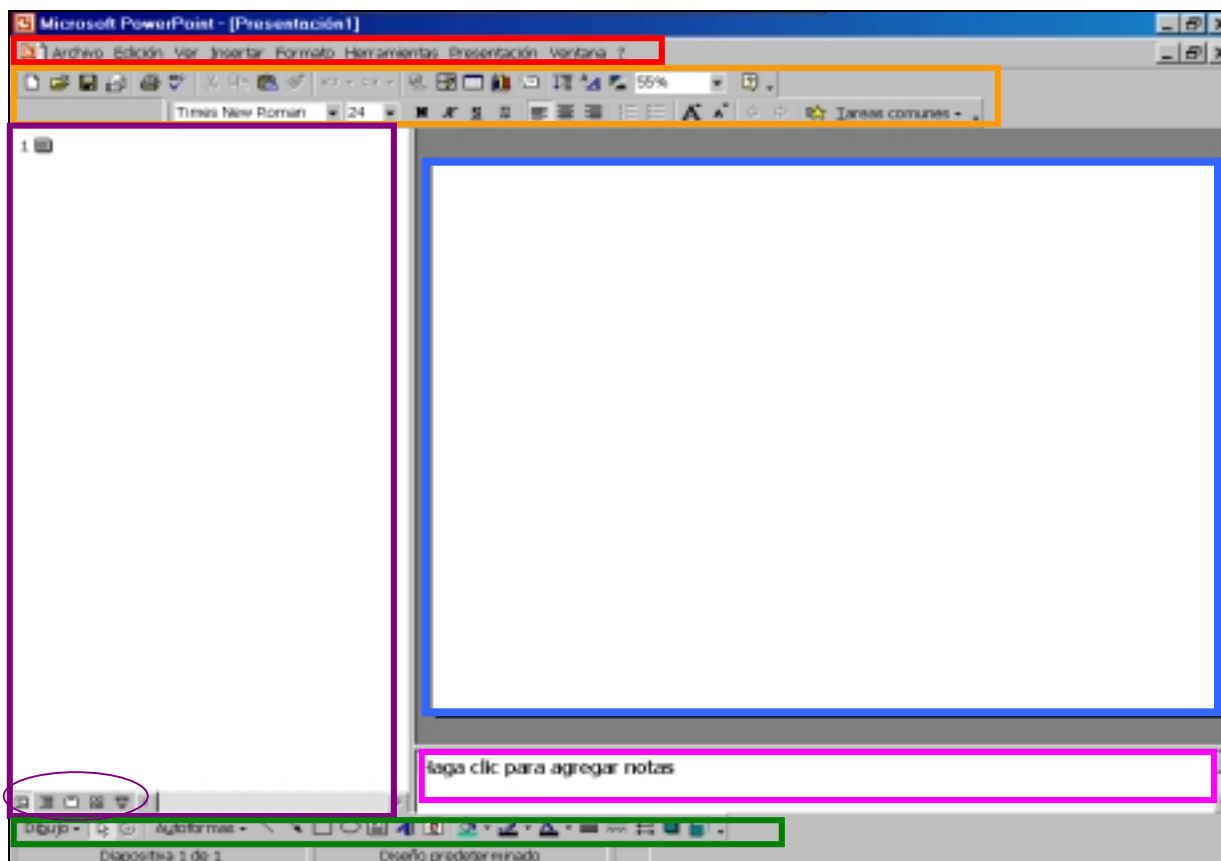 Microsoft PowerPoint - [Presentación1]
Archivo Edición Ver Insertar Formato Herramientas Presentación Ventana ?
55%
Times New Roman 24 N K S S Tareas comunes
1
Haga clic para agregar notas
Dibujo Autoformas
Diapositiva 1 de 1 Diseño predeterminado